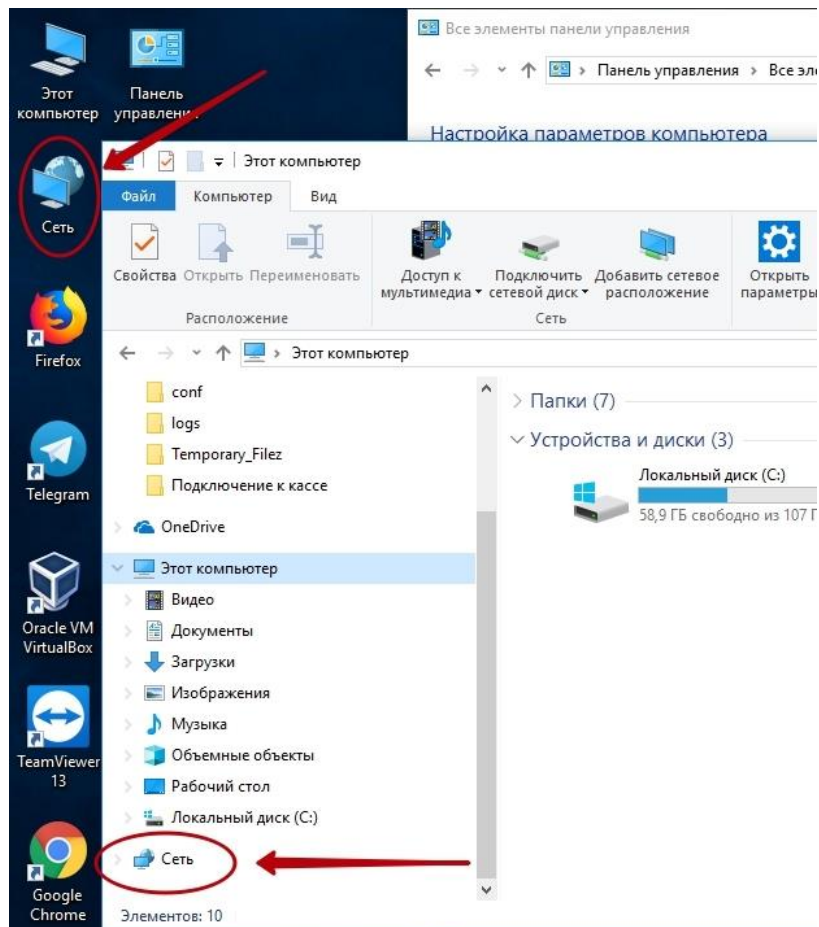 Этот
компьютер
Панель
управления
Сеть
Firefox
Telegram
Oracle VM
VirtualBox
TeamViewer
13
Google
Chrome
Все элементы панели управления
Панель управления › Все
Настройка параметров компьютера
Этот компьютер
Файл Компьютер Вид
Свойства Открыть Переименовать
Расположение
Доступ к
мультимедиа
Подключить
сетевой диск
Добавить сетевое
расположение
Сеть
Открыть
параметры
Этот компьютер
conf
logs
Temporary_Filez
Подключение к кассе
OneDrive
Этот компьютер
Видео
Документы
Загрузки
Изображения
Музыка
Объемные объекты
Рабочий стол
Локальный диск (C:)
Сеть
Элементов: 10
Папки (7)
Устройства и диски (3)
Локальный диск (C:)
58,9 ГБ свободно из 107